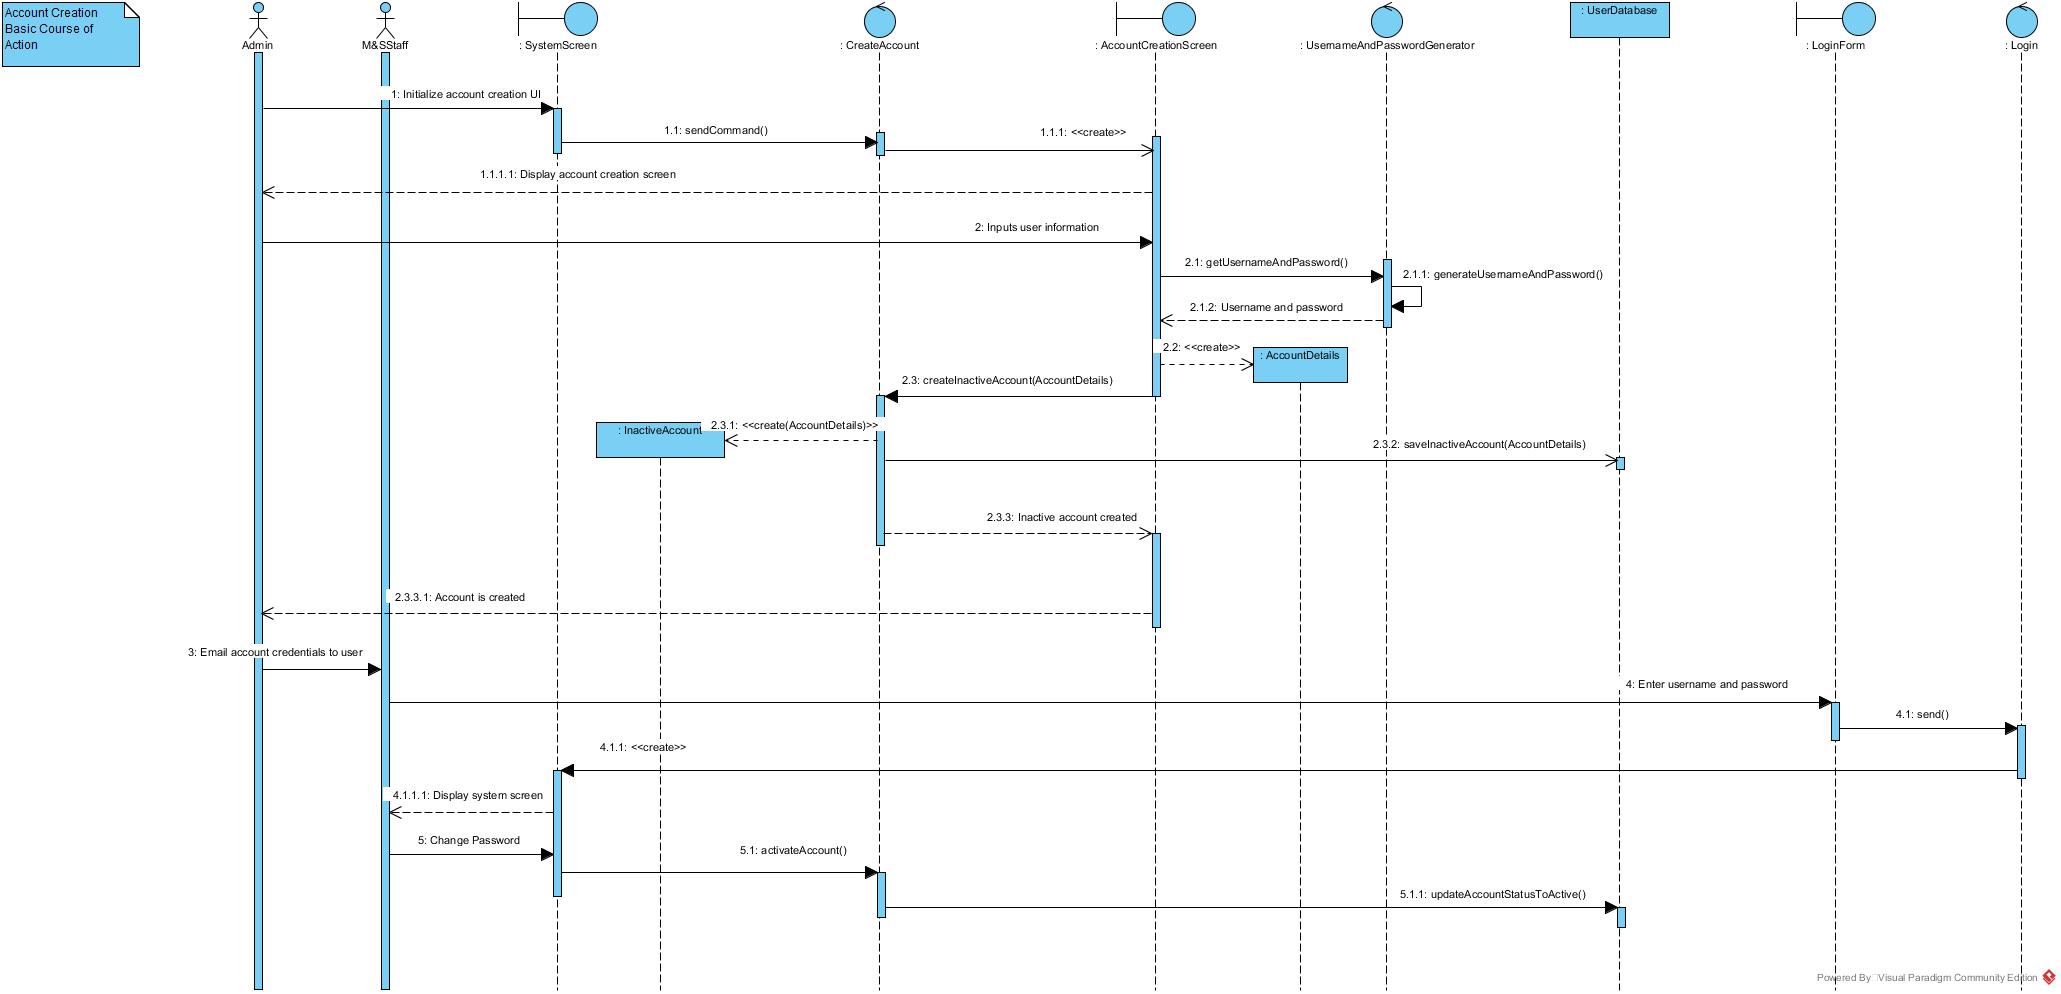 Account Creation
Basic Course of
Action
Admin
M&SStaff
: SystemScreen
: CreateAccount
: AccountCreationScreen
: UsernameAndPasswordGenerator
: UserDatabase
: LoginForm
: Login
1: Initialize account creation UI
1.1: sendCommand()
1.1.1: <<create>>
1.1.1.1: Display account creation screen
2: Inputs user information
2.1: getUsernameAndPassword()
2.1.1: generateUsernameAndPassword()
2.1.2: Username and password
2.2: <<create>>
: AccountDetails
2.3: createInactiveAccount(AccountDetails)
: InactiveAccount
2.3.1: <<create(AccountDetails)>>
2.3.2: saveInactiveAccount(AccountDetails)
2.3.3: Inactive account created
2.3.3.1: Account is created
3: Email account credentials to user
4: Enter username and password
4.1: send()
4.1.1: <<create>>
4.1.1.1: Display system screen
5: Change Password
5.1: activateAccount()
5.1.1: updateAccountStatusToActive()
Powered By Visual Paradigm Community Edition